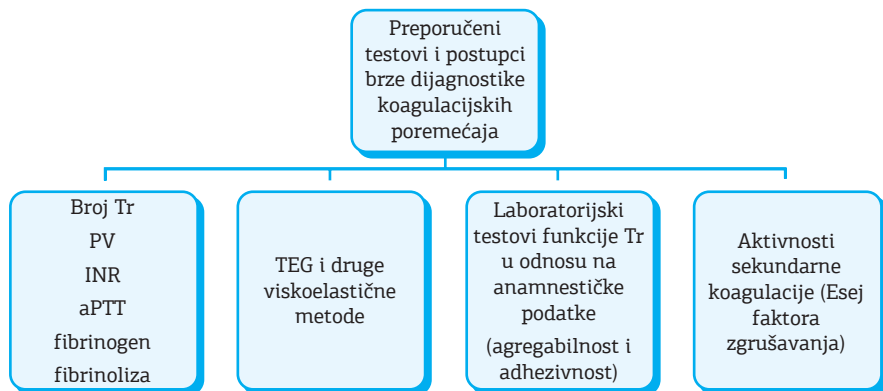 Preporučeni
testovi i postupci
brze dijagnostike
koagulacijskih
poremećaja
Broj Tr
PV
INR
aPTT
fibrinogen
fibrinoliza
TEG i druge
viskoelastične
metode
Laboratorijski
testovi funkcije Tr
u odnosu na
anamnestičke
podatke
(agregabilnost i
adhezivnost)
Aktivnosti
sekundarne
koagulacije (Esej
faktora
zgrušavanja)